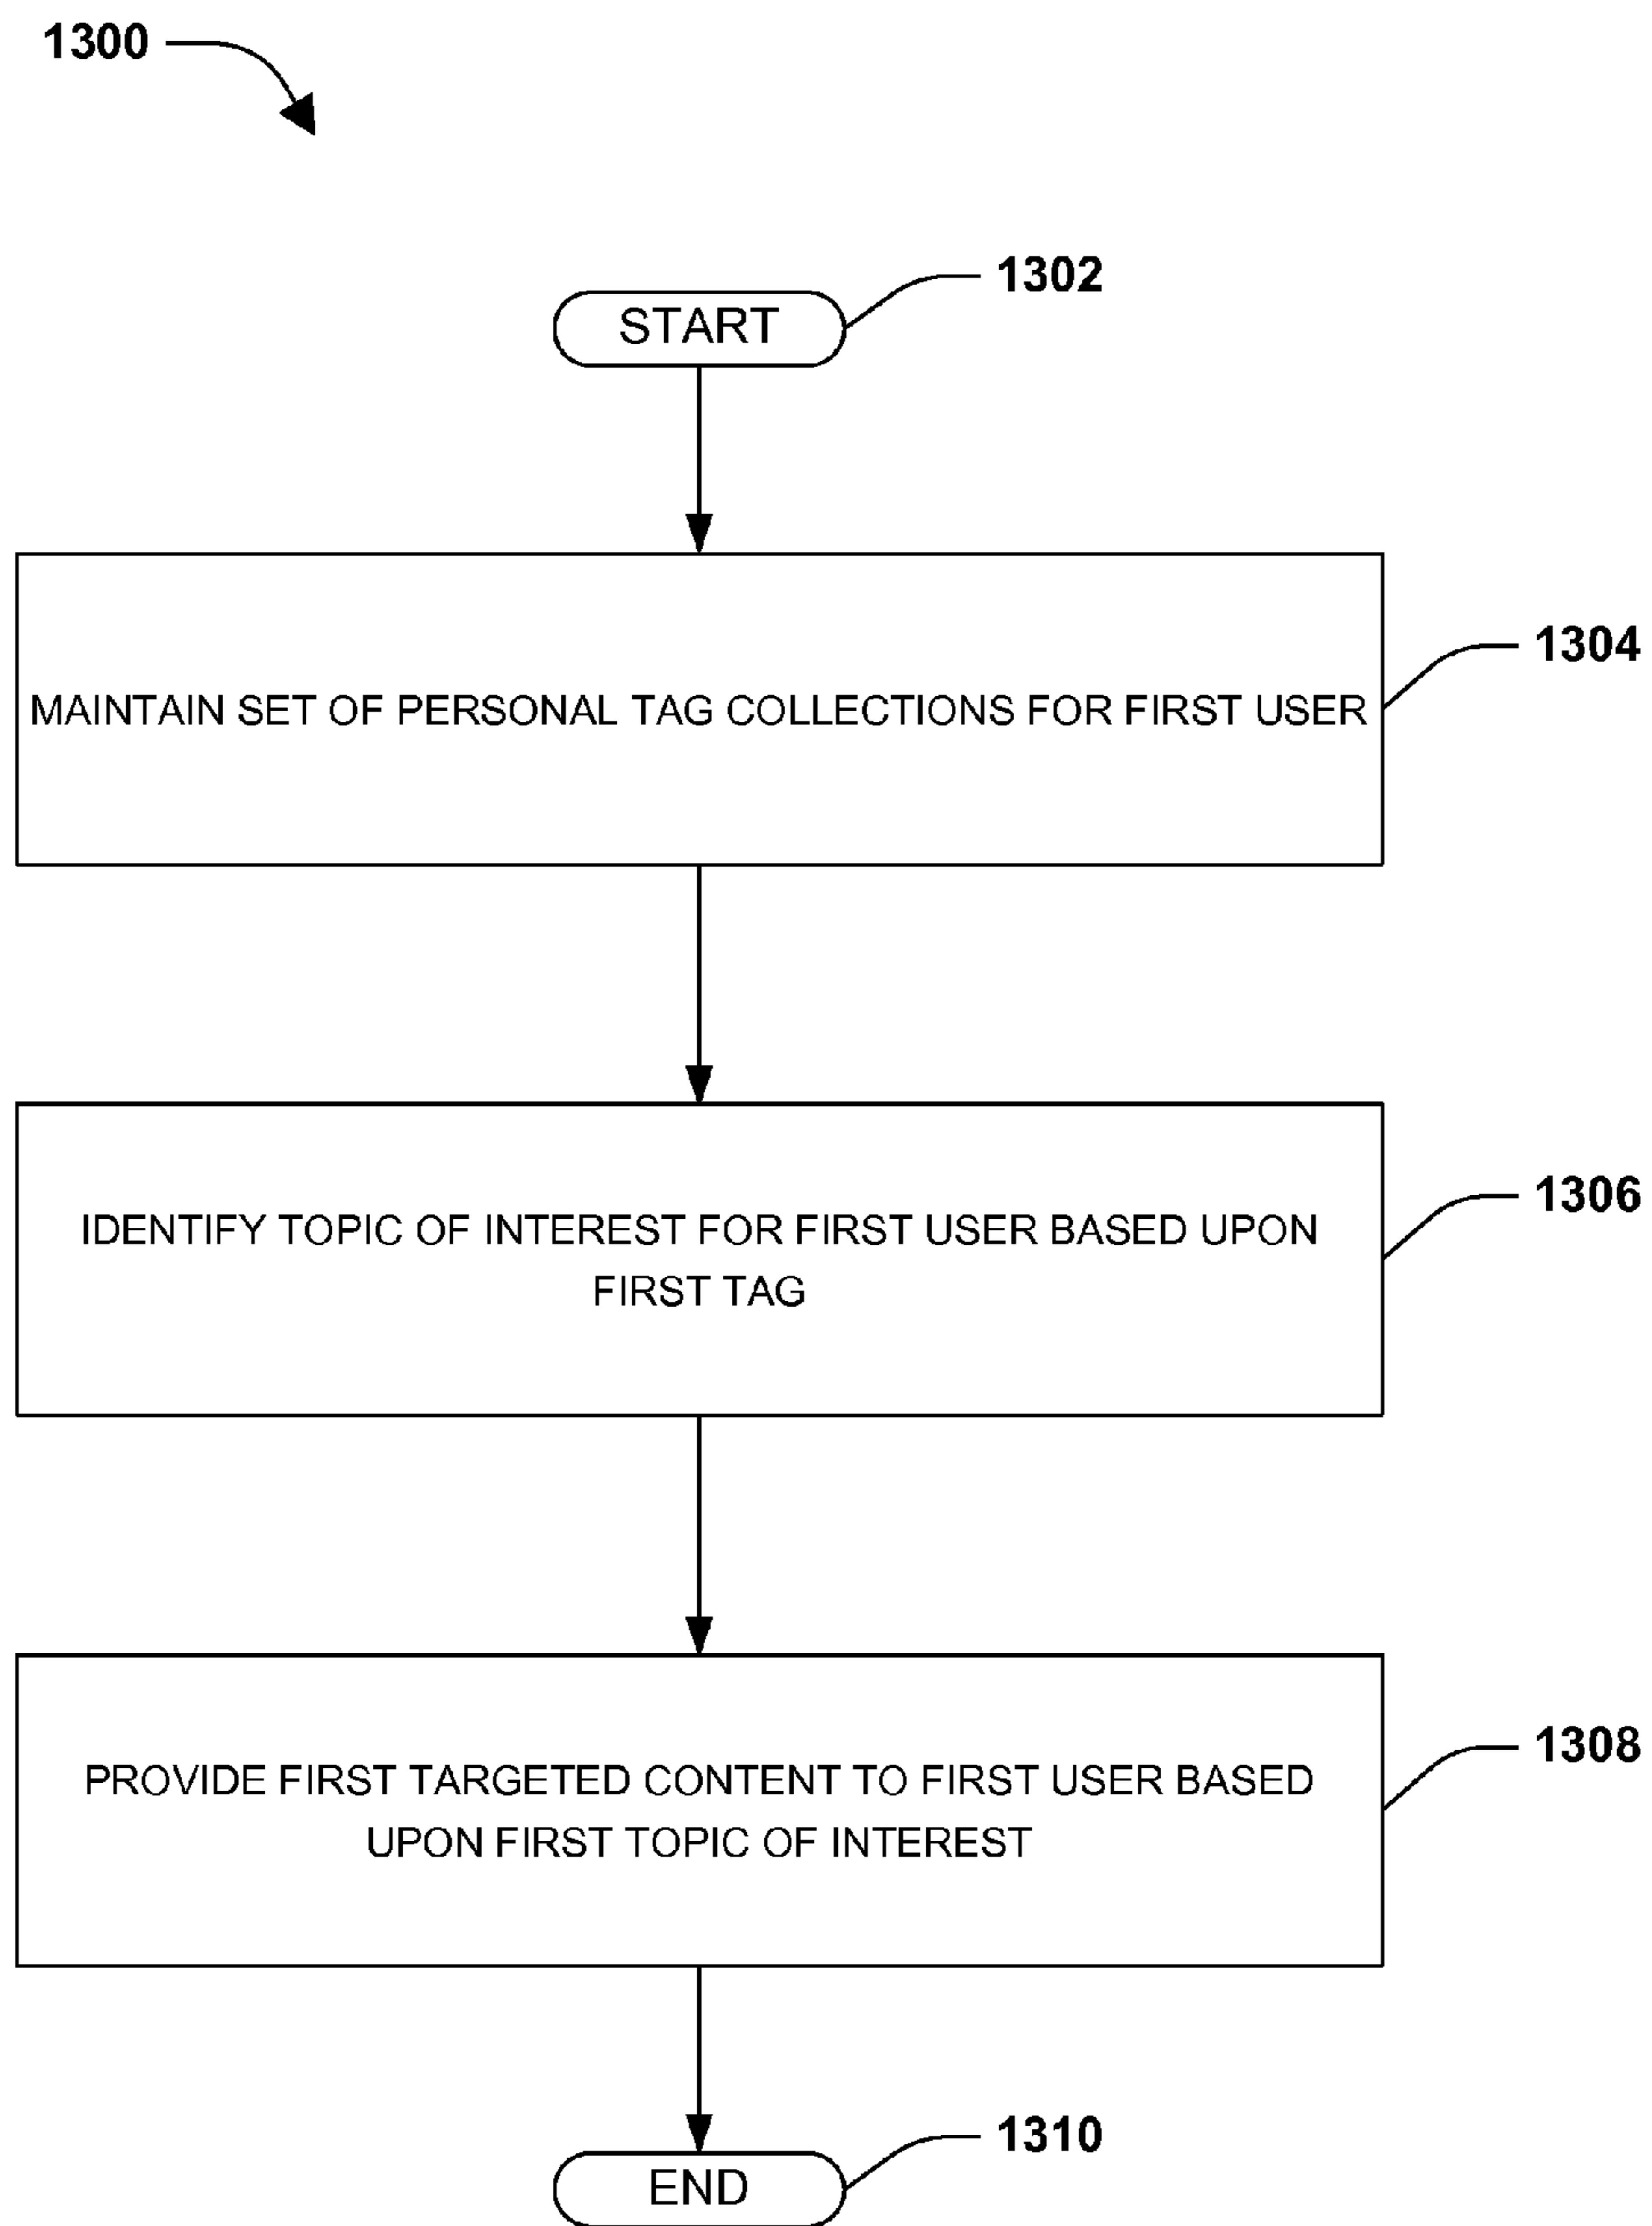 1300
1302
START
1304
MAINTAIN SET OF PERSONAL TAG COLLECTIONS FOR FIRST USER
1306
IDENTIFY TOPIC OF INTEREST FOR FIRST USER BASED UPON
FIRST TAG
1308
PROVIDE FIRST TARGETED CONTENT TO FIRST USER BASED
UPON FIRST TOPIC OF INTEREST
1310
END